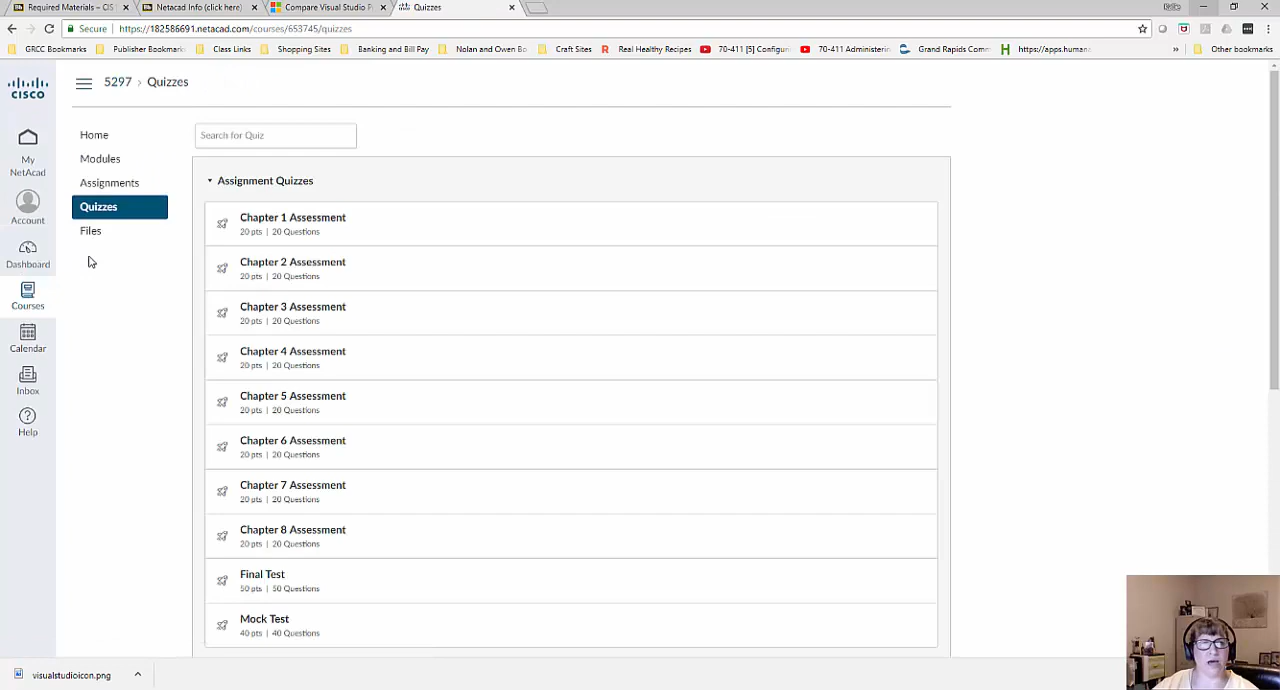 Required Materials – CIS
Netacad Info (click here)
Compare Visual Studio P
Quizzes
Secure
https://182586691.netacad.com/courses/653745/quizzes
GRCC Bookmarks
Publisher Bookmark
Class Links
Shopping Sites
Banking and Bill Pay
Nolan and Owen Bo
Craft Sites
R
Real Healthy Recipes
70-411 [5] Configur
70-411 Administerin
Grand Rapids Comm
H
https://apps.human
»
Other bookmarks
CISCO
5297 › Quizzes
My
NetAcad
Account
Dashboard
Courses
Calendar
Inbox
Help
Home
Modules
Assignments
Quizzes
Files
Search for Quiz
Assignment Quizzes
Chapter 1 Assessment
20 pts | 20 Questions
Chapter 2 Assessment
20 pts | 20 Questions
Chapter 3 Assessment
20 pts | 20 Questions
Chapter 4 Assessment
20 pts | 20 Questions
Chapter 5 Assessment
20 pts | 20 Questions
Chapter 6 Assessment
20 pts | 20 Questions
Chapter 7 Assessment
20 pts | 20 Questions
Chapter 8 Assessment
20 pts | 20 Questions
Final Test
50 pts | 50 Questions
Mock Test
40 pts | 40 Questions
visualstudioicon.png